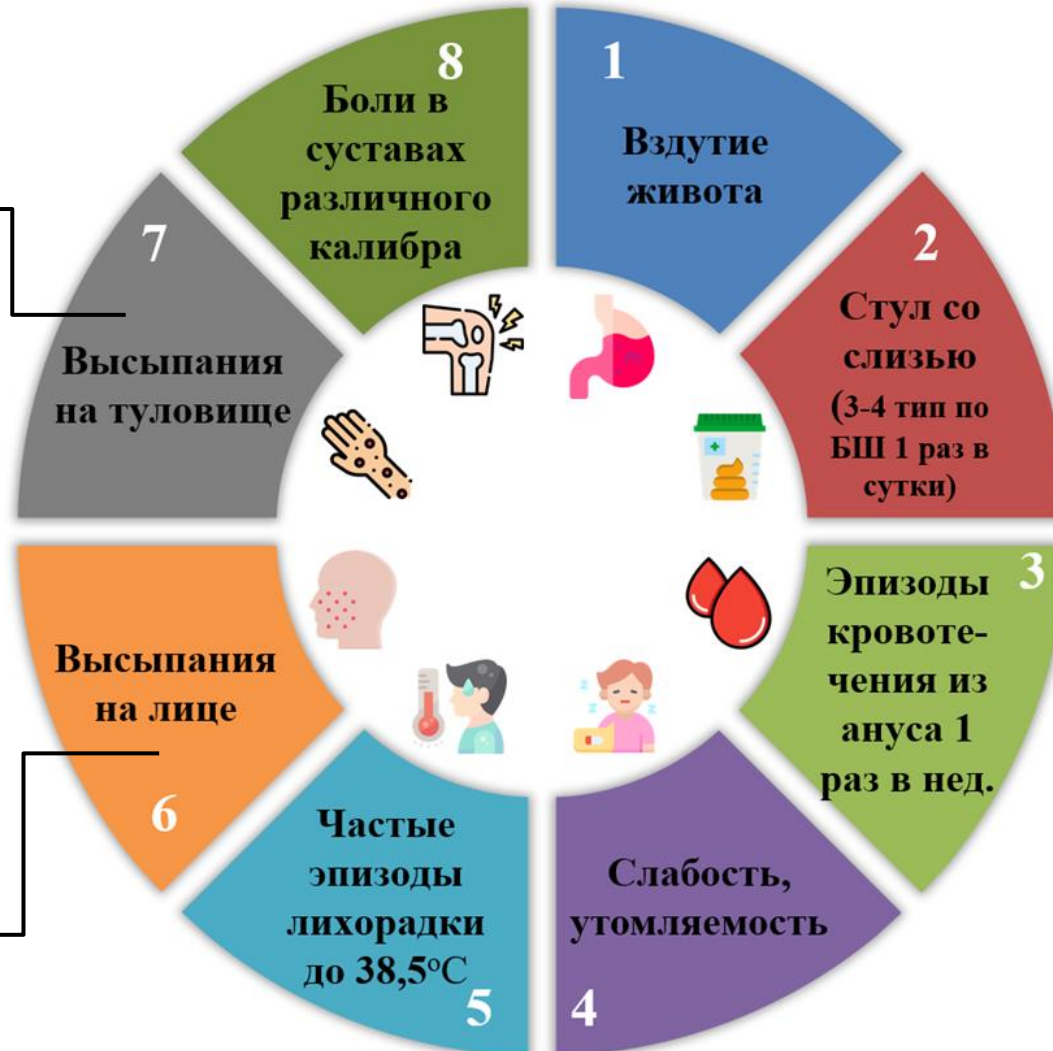 1
Вздутие
живота
2
Стул со
слизью
(3-4 тип по
БШ 1 раз в
сутки)
3
Эпизоды
кровоте-
чения из
ануса 1
раз в нед.
Слабость,
утомляемость
4
Частые
эпизоды
лихорадки
до 38,5°С
5
Высыпания
на лице
6
7
Высыпания
на туловище
8
Боли в
суставах
различного
калибра